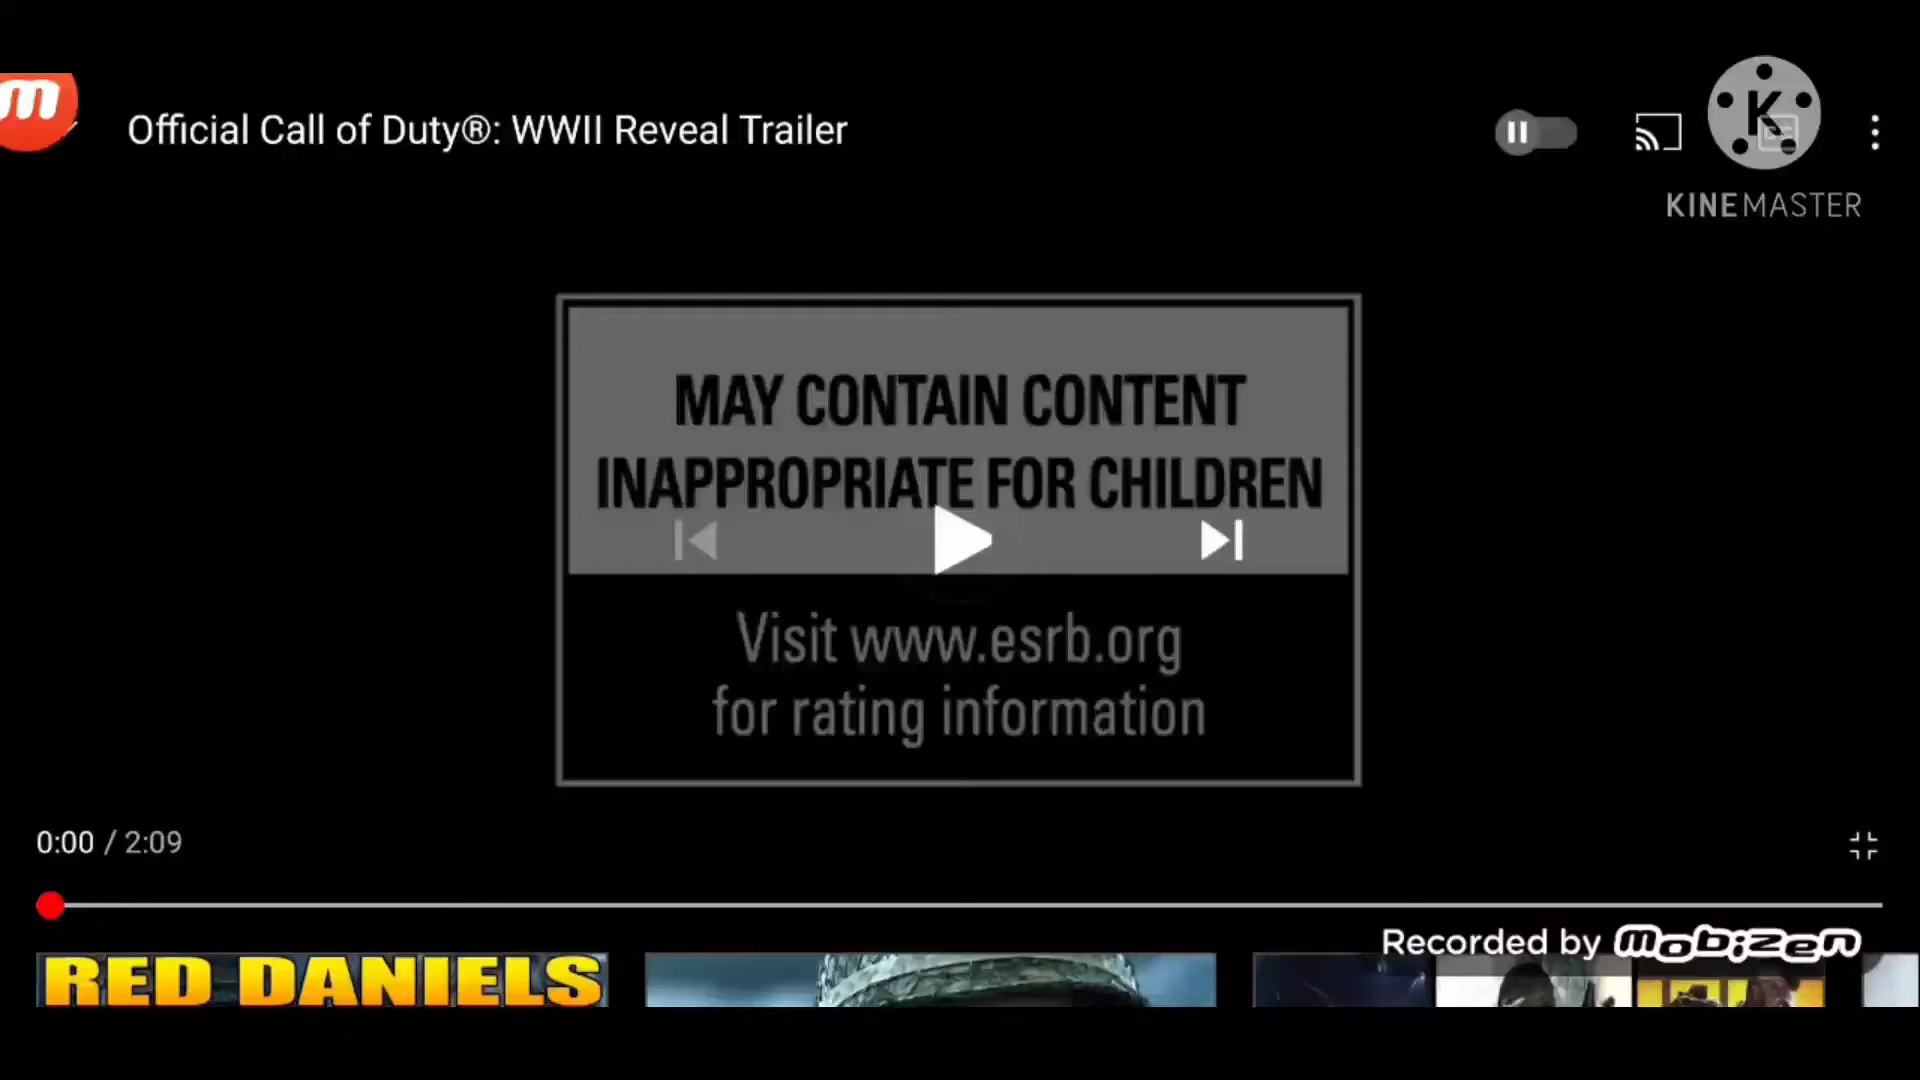 m
Official Call of Duty®: WWII Reveal Trailer
K
KINEMASTER
MAY CONTAIN CONTENT
INAPPROPRIATE FOR CHILDREN
Visit www.esrb.org
for rating information
0:00 / 2:09
Recorded by mobizen
RED DANIELS